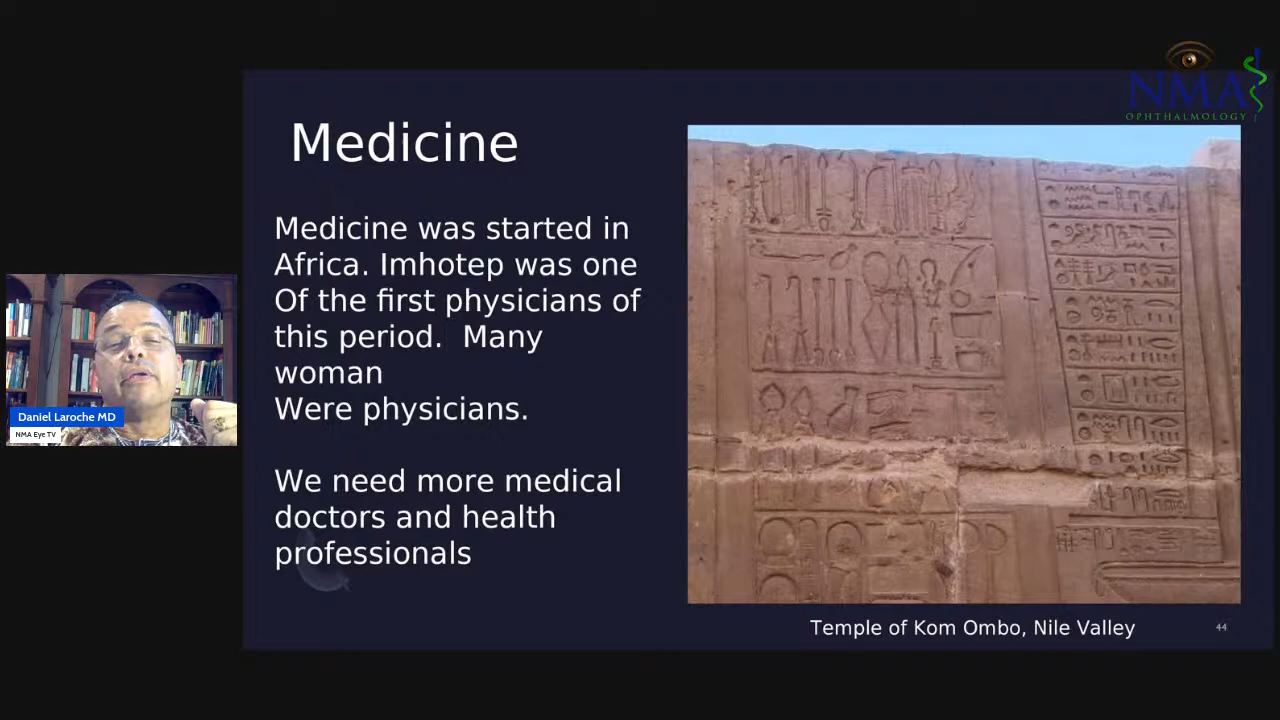 NMA
OPHTHALMOLOGY
Medicine
Medicine was started in
Africa. Imhotep was one
Of the first physicians of
this period.  Many
woman
Were physicians.
We need more medical
doctors and health
professionals
Daniel Laroche MD
NMA Eye TV
Temple of Kom Ombo, Nile Valley
44